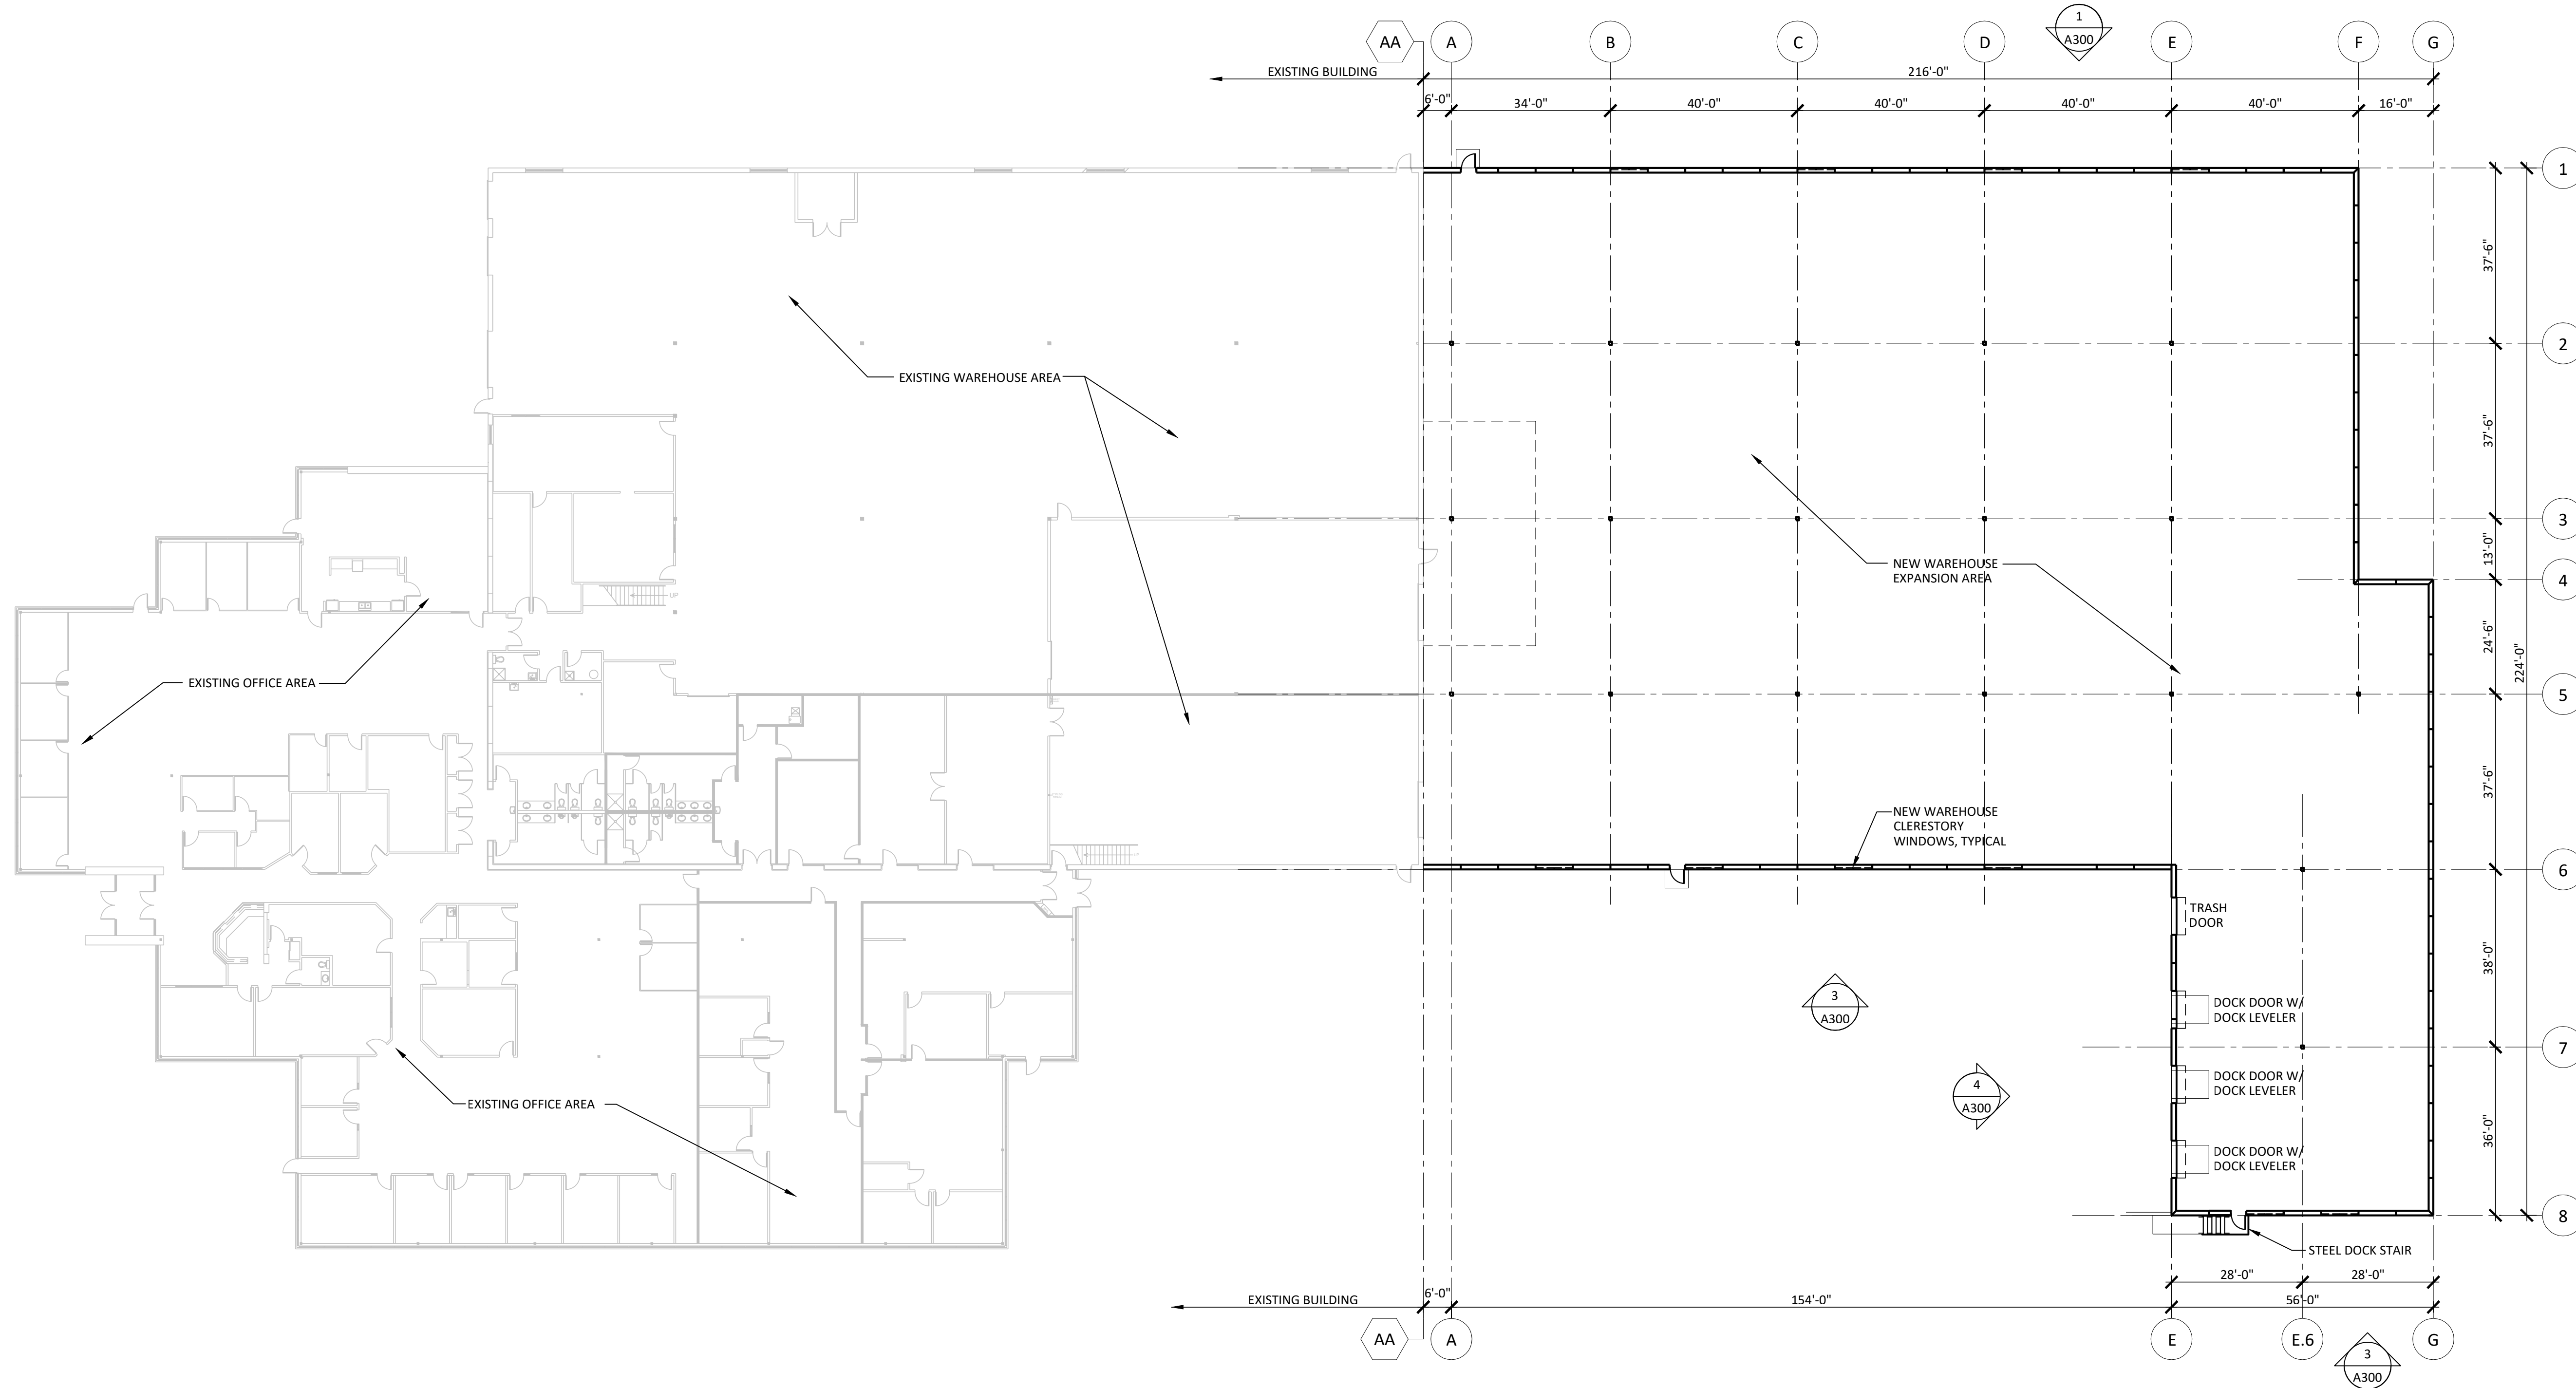 1
A300
AA
A
B
C
D
E
F
G
EXISTING BUILDING
216'-0"
6'-0"
34'-0"
40'-0"
40'-0"
40'-0"
40'-0"
16'-0"
1
37'-6"
2
EXISTING WAREHOUSE AREA
37'-6"
3
NEW WAREHOUSE
EXPANSION AREA
13'-0"
4
UP
24'-6"
224'-0"
EXISTING OFFICE AREA
5
37'-6"
NEW WAREHOUSE
CLERESTORY
WINDOWS, TYPICAL
6
TRASH
DOOR
38'-0"
3
A300
DOCK DOOR W/
DOCK LEVELER
7
4
A300
DOCK DOOR W/
DOCK LEVELER
EXISTING OFFICE AREA
36'-0"
DOCK DOOR W/
DOCK LEVELER
8
STEEL DOCK STAIR
28'-0"
28'-0"
EXISTING BUILDING
6'-0"
154'-0"
56'-0"
AA
A
E
E.6
G
3
A300